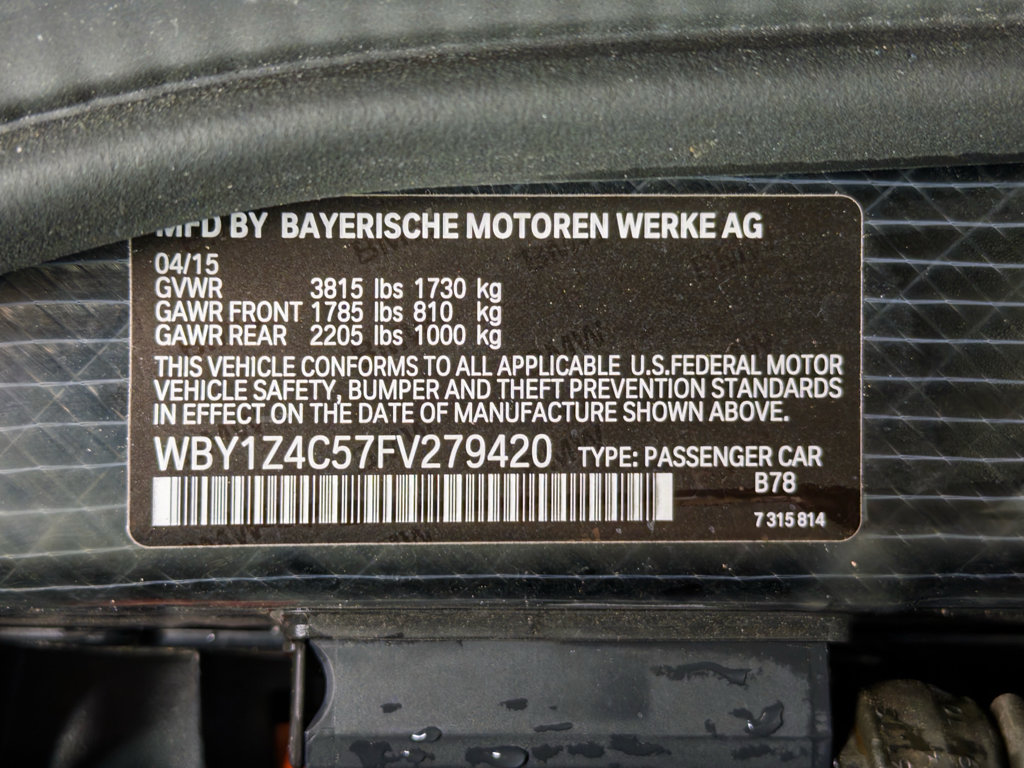 MFD BY BAYERISCHE MOTOREN WERKE AG
04/15
GVWR 3815 lbs 1730 kg
GAWR FRONT 1785 lbs 810 kg
GAWR REAR 2205 lbs 1000 kg
THIS VEHICLE CONFORMS TO ALL APPLICABLE U.S.FEDERAL MOTOR
VEHICLE SAFETY, BUMPER AND THEFT PREVENTION STANDARDS
IN EFFECT ON THE DATE OF MANUFACTURE SHOWN ABOVE.
WBY1Z4C57FV279420 TYPE: PASSENGER CAR
B78
7 315 814